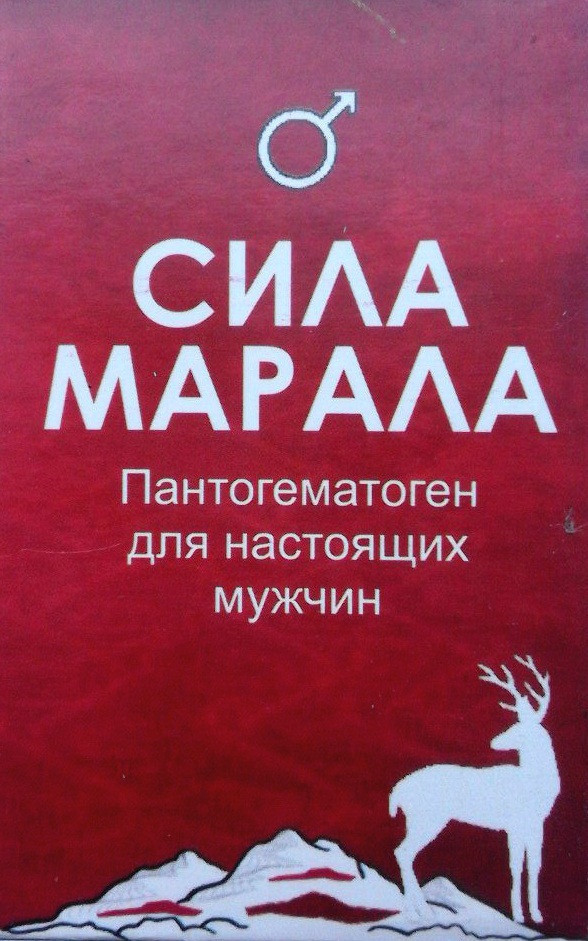 СИЛА
МАРАЛА
Пантогематоген
для настоящих
мужчин